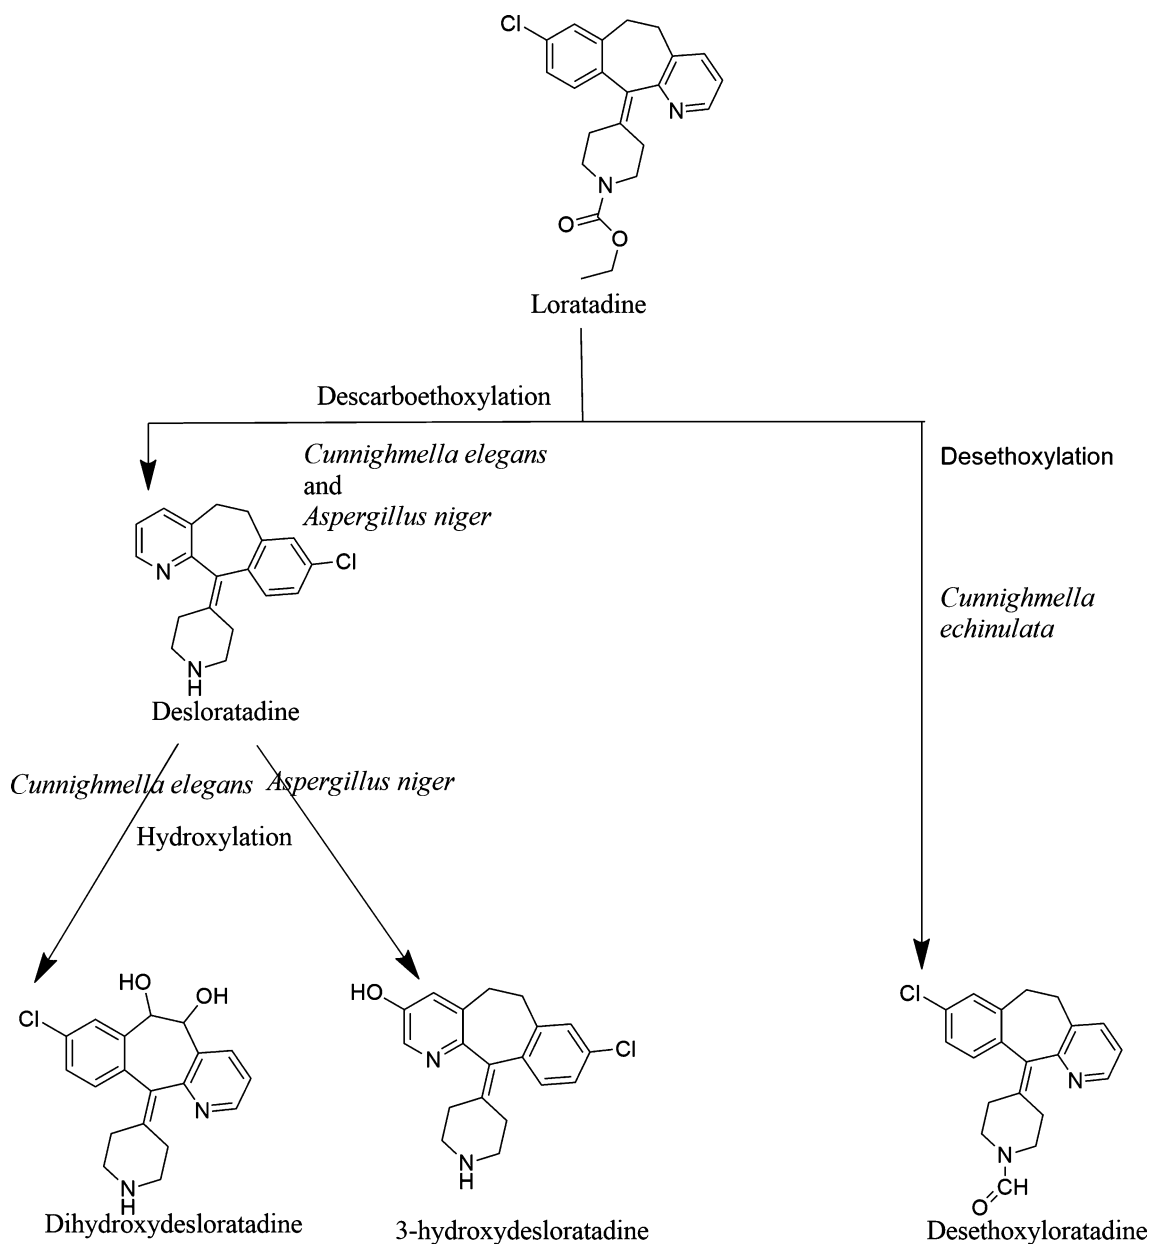 Cl
N
N
O
O
Loratadine
Descarboethoxylation
Cunnighmella elegans
and
Aspergillus niger
Desethoxylation
Cl
N
Cunnighmella
echinulata
N
H
Desloratadine
Cunnighmella elegans
Aspergillus niger
Hydroxylation
HO
OH
Cl
N
N
H
Dihydroxydesloratadine
HO
N
Cl
N
H
3-hydroxydesloratadine
Cl
N
N
CH
O
Desethoxyloratadine